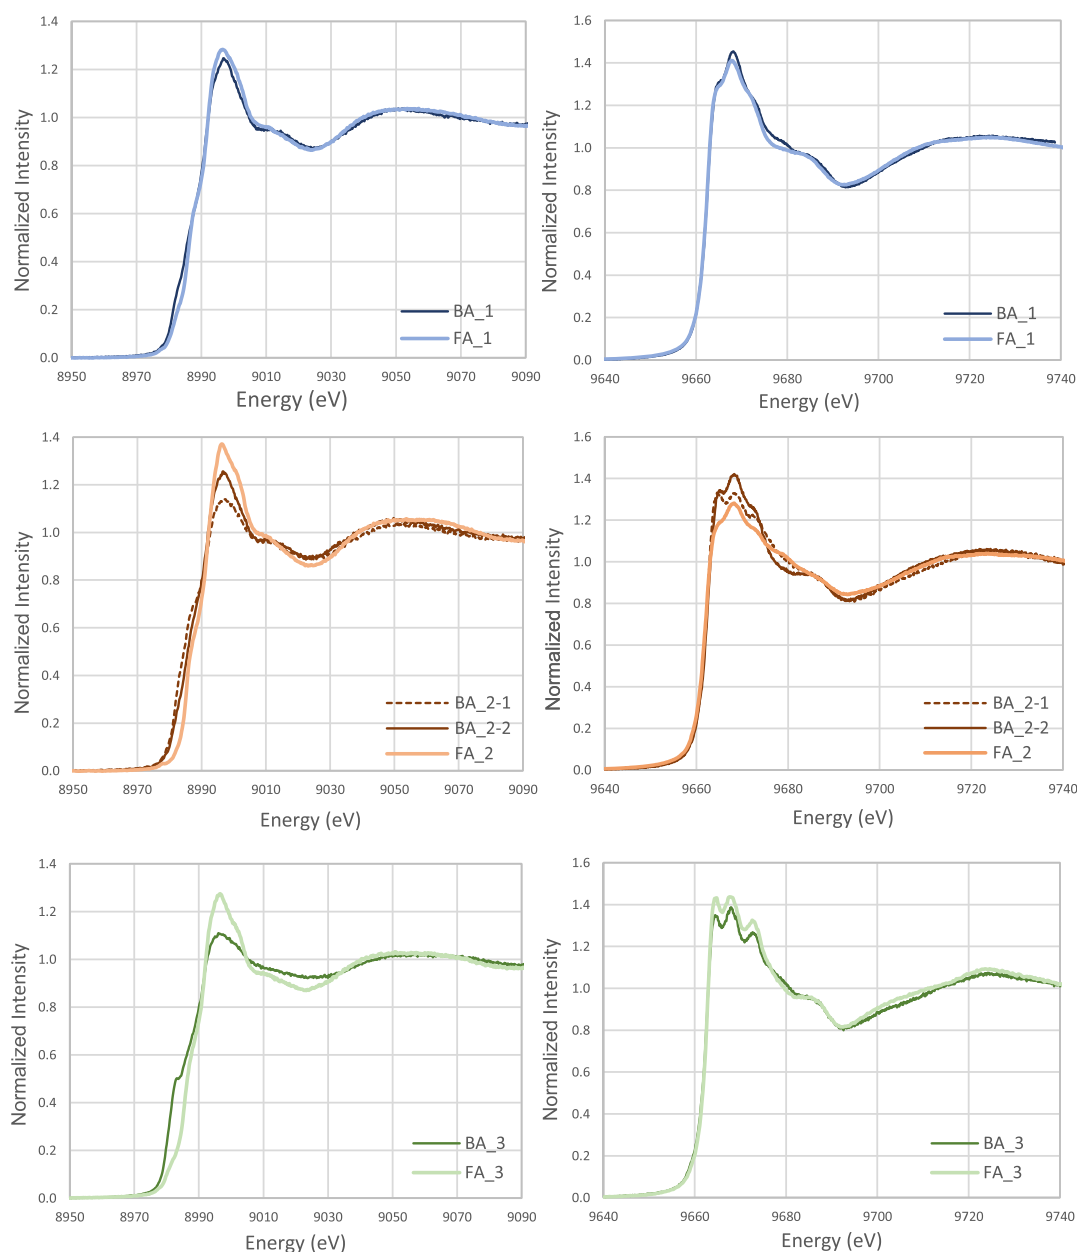 1.4
1.2
1.0
0.8
0.6
0.4
0.2
0.0
Normalized Intensity
BA_1
FA_1
8950 8970 8990 9010 9030 9050 9070 9090
Energy (eV)
1.6
1.4
1.2
1.0
0.8
0.6
0.4
0.2
0.0
Normalized Intensity
BA_1
FA_1
9640 9660 9680 9700 9720 9740
Energy (eV)
1.4
1.2
1.0
0.8
0.6
0.4
0.2
0.0
Normalized Intensity
BA_2-1
BA_2-2
FA_2
8950 8970 8990 9010 9030 9050 9070 9090
Energy (eV)
1.6
1.4
1.2
1.0
0.8
0.6
0.4
0.2
0.0
Normalized Intensity
BA_2-1
BA_2-2
FA_2
9640 9660 9680 9700 9720 9740
Energy (eV)
1.4
1.2
1.0
0.8
0.6
0.4
0.2
0.0
Normalized Intensity
BA_3
FA_3
8950 8970 8990 9010 9030 9050 9070 9090
Energy (eV)
1.6
1.4
1.2
1.0
0.8
0.6
0.4
0.2
0.0
Normalized Intensity
BA_3
FA_3
9640 9660 9680 9700 9720 9740
Energy (eV)